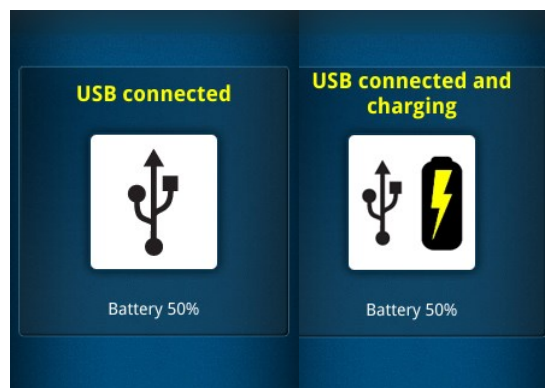 USB connected
Battery 50%
USB connected and
charging
Battery 50%